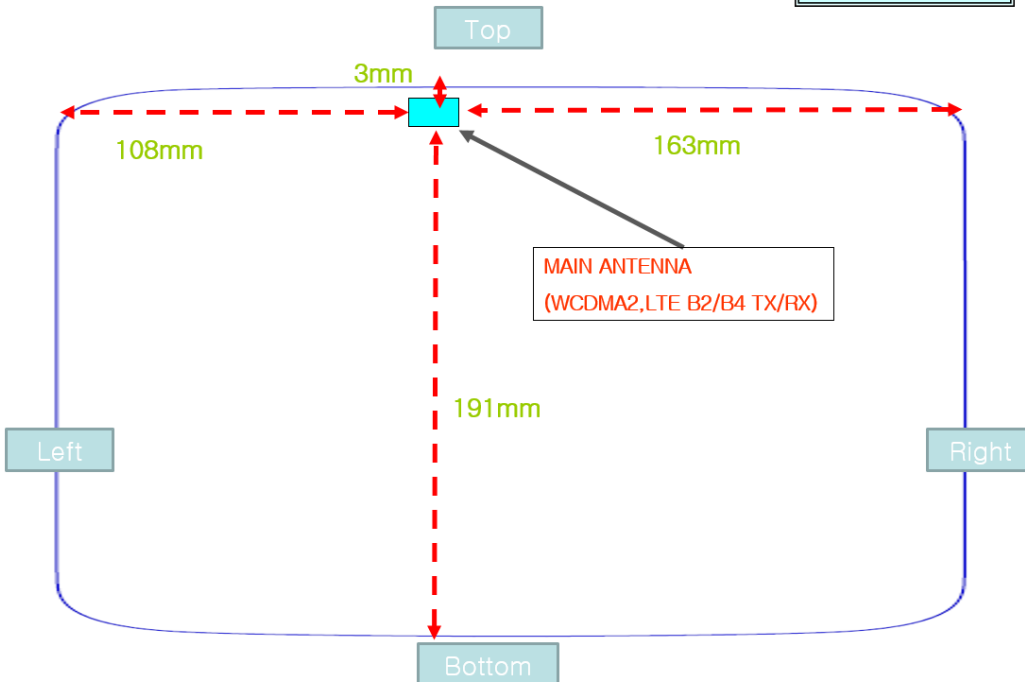 Top
3mm
108mm
163mm
MAIN ANTENNA
(WCDMA2,LTE B2/B4 TX/RX)
191mm
Left
Right
Bottom